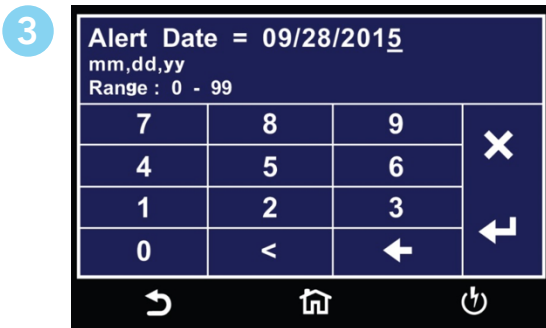 3
Alert Date = 09/28/2015
mm,dd,yy
Range : 0 - 99
7 8 9
4 5 6
1 2 3
0 <